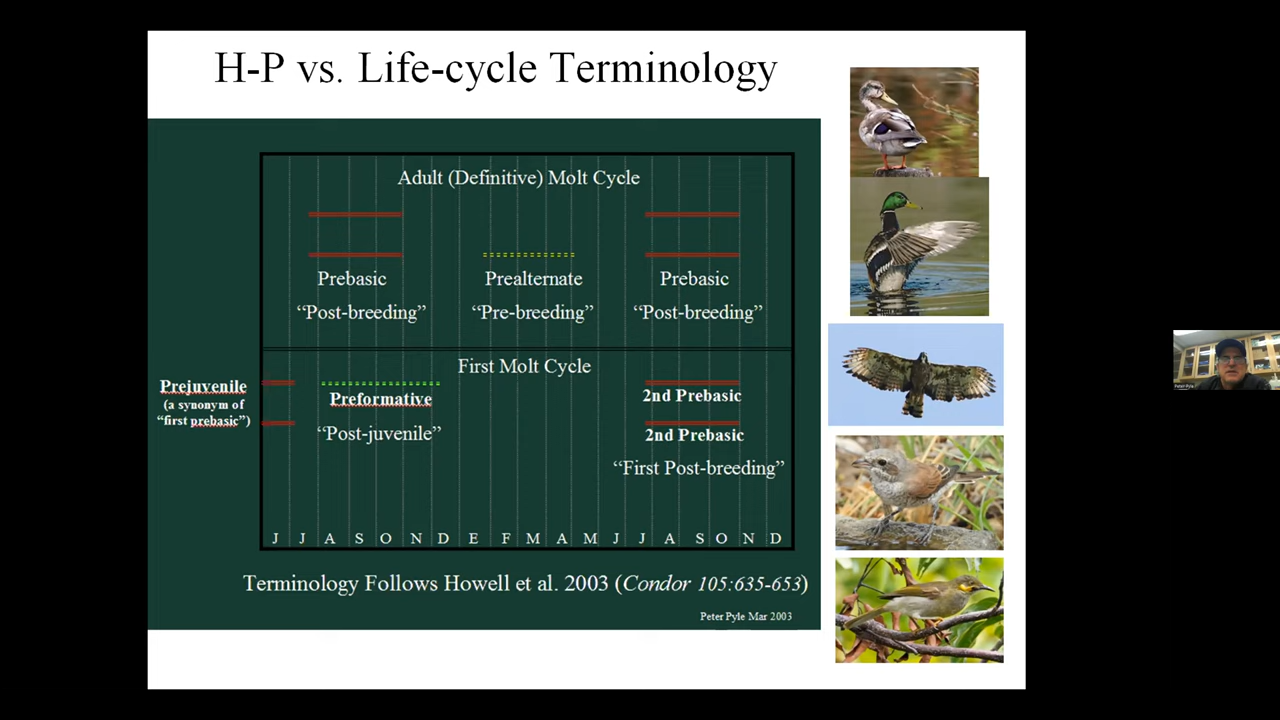 H-P vs. Life-cycle Terminology
Adult (Definitive) Molt Cycle
Prebasic
Prealternate
Prebasic
“Post-breeding”
“Pre-breeding”
“Post-breeding”
First Molt Cycle
Prejuvenile
(a synonym of
“first prebasic”)
Preformative
“Post-juvenile”
2nd Prebasic
2nd Prebasic
“First Post-breeding”
J J A S O N D E F M A M J J A S O N D
Terminology Follows Howell et al. 2003 (Condor 105:635-653)
Peter Pyle Mar 2003
Peter Pyle